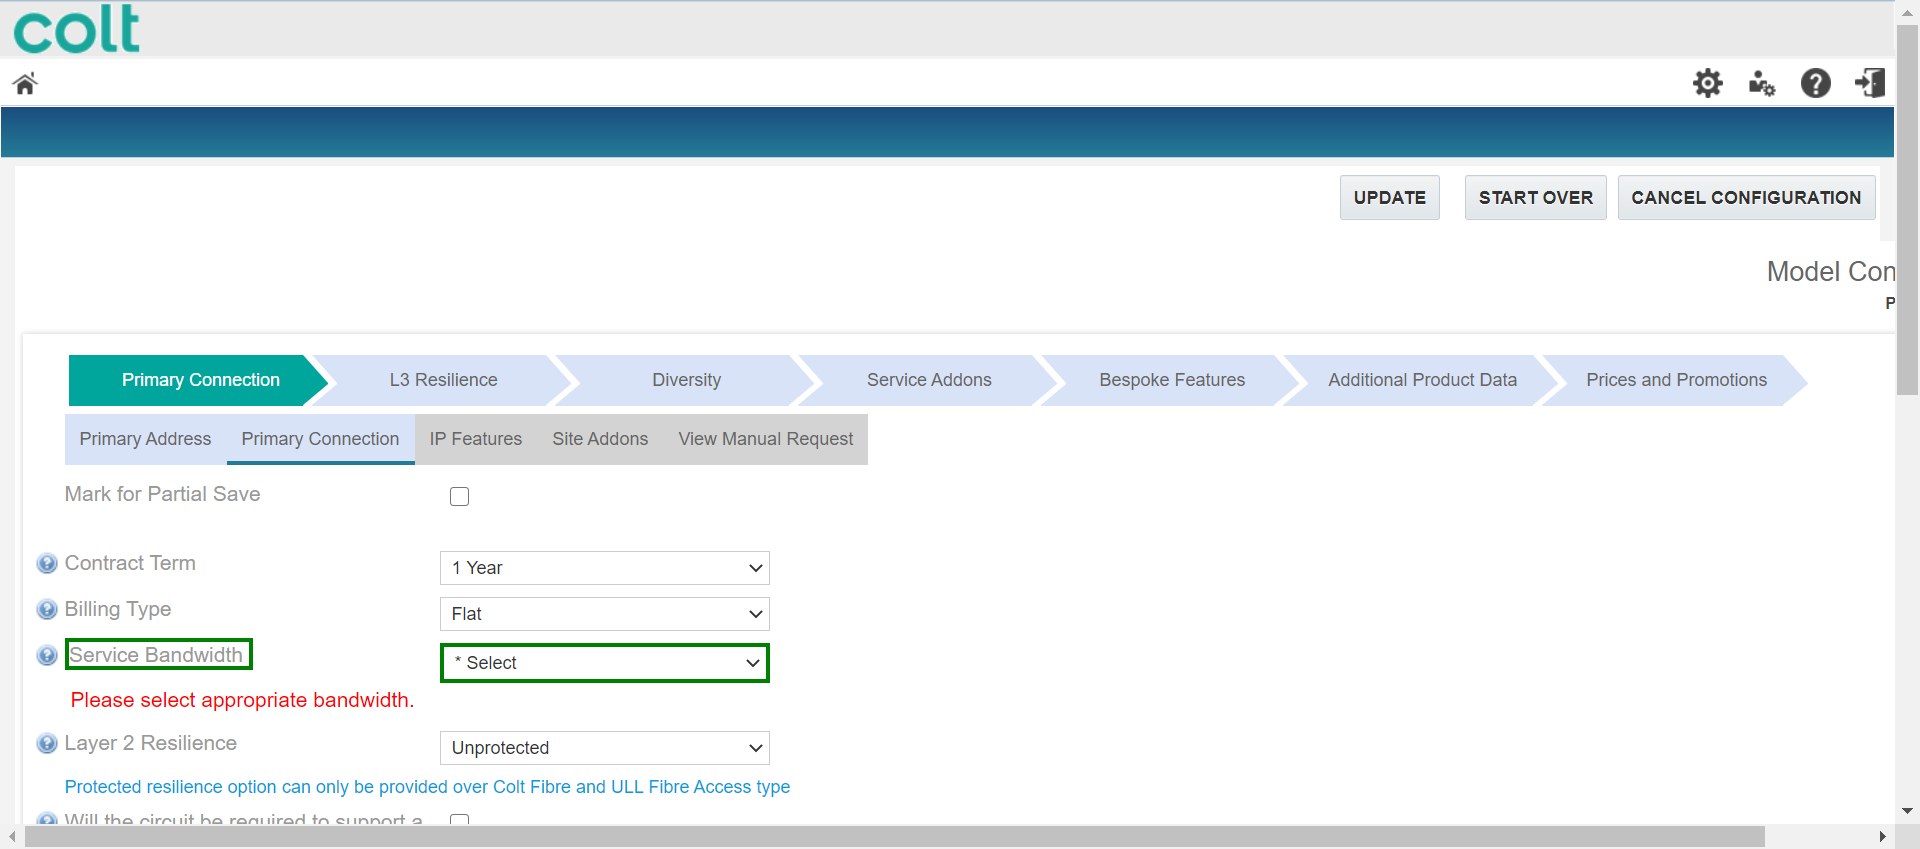 colt
UPDATE
START OVER
CANCEL CONFIGURATION
Model Con
P
Primary Connection
L3 Resilience
Diversity
Service Addons
Bespoke Features
Additional Product Data
Prices and Promotions
Primary Address
Primary Connection
IP Features
Site Addons
View Manual Request
Mark for Partial Save
Contract Term
1 Year
Billing Type
Flat
Service Bandwidth
* Select
Please select appropriate bandwidth.
Layer 2 Resilience
Unprotected
Protected resilience option can only be provided over Colt Fibre and ULL Fibre Access type
Will the circuit be required to support a